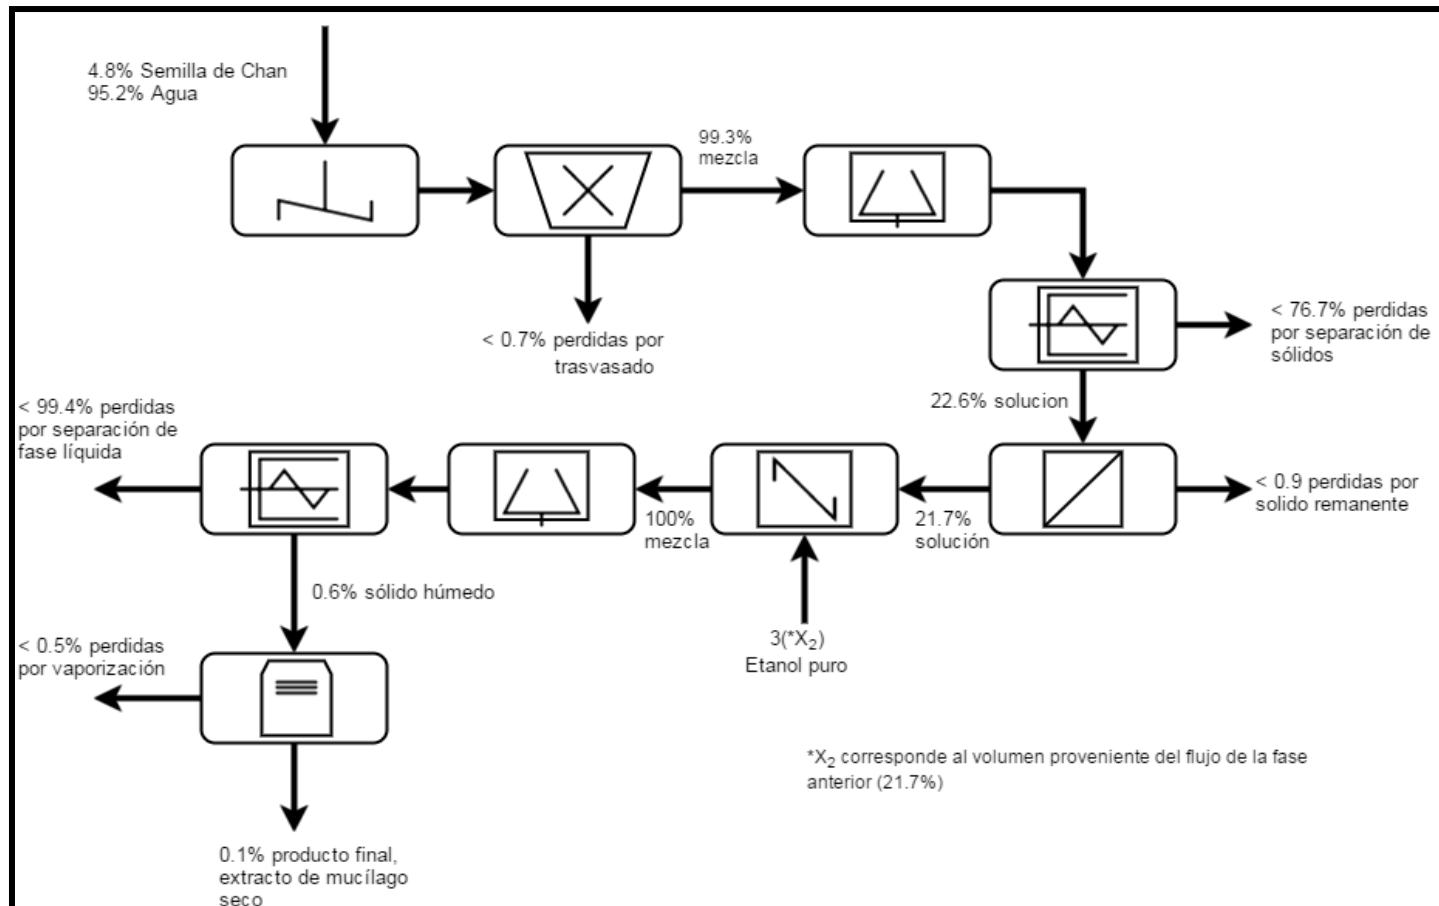 4.8% Semilla de Chan
95.2% Agua
99.3%
mezcla
< 0.7% perdidas por
trasvasado
< 76.7% perdidas
por separación de
sólidos
22.6% solucion
< 0.9 perdidas por
solido remanente
21.7%
solución
3(*X₂)
Etanol puro
100%
mezcla
< 99.4% perdidas
por separación de
fase líquida
0.6% sólido húmedo
< 0.5% perdidas
por vaporización
0.1% producto final,
extracto de mucílago
seco
*X₂ corresponde al volumen proveniente del flujo de la fase
anterior (21.7%)